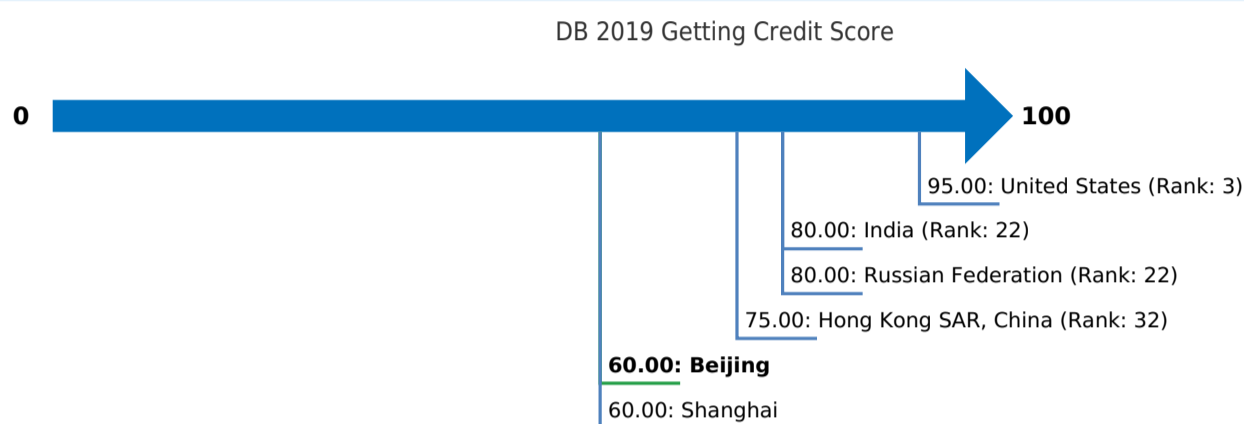 DB 2019 Getting Credit Score
0
100
95.00: United States (Rank: 3)
80.00: India (Rank: 22)
80.00: Russian Federation (Rank: 22)
75.00: Hong Kong SAR, China (Rank: 32)
60.00: Beijing
60.00: Shanghai